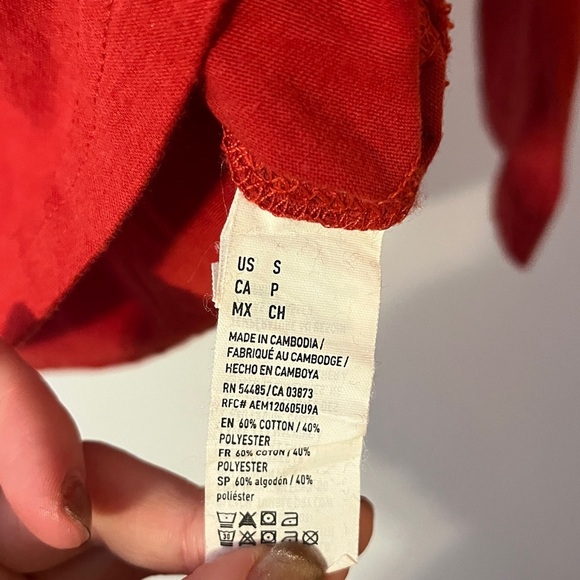 US S
CA P
MX CH
MADE IN CAMBODIA /
FABRIQUÉ AU CAMBODGE /
HECHO EN CAMBOYA
RN 54485/CA 03873
RFC# AEM120605U9A
EN 60% COTTON / 40%
POLYESTER
FR 60% COTON / 40%
POLYESTER
SP 60% algodón / 40%
poliéster